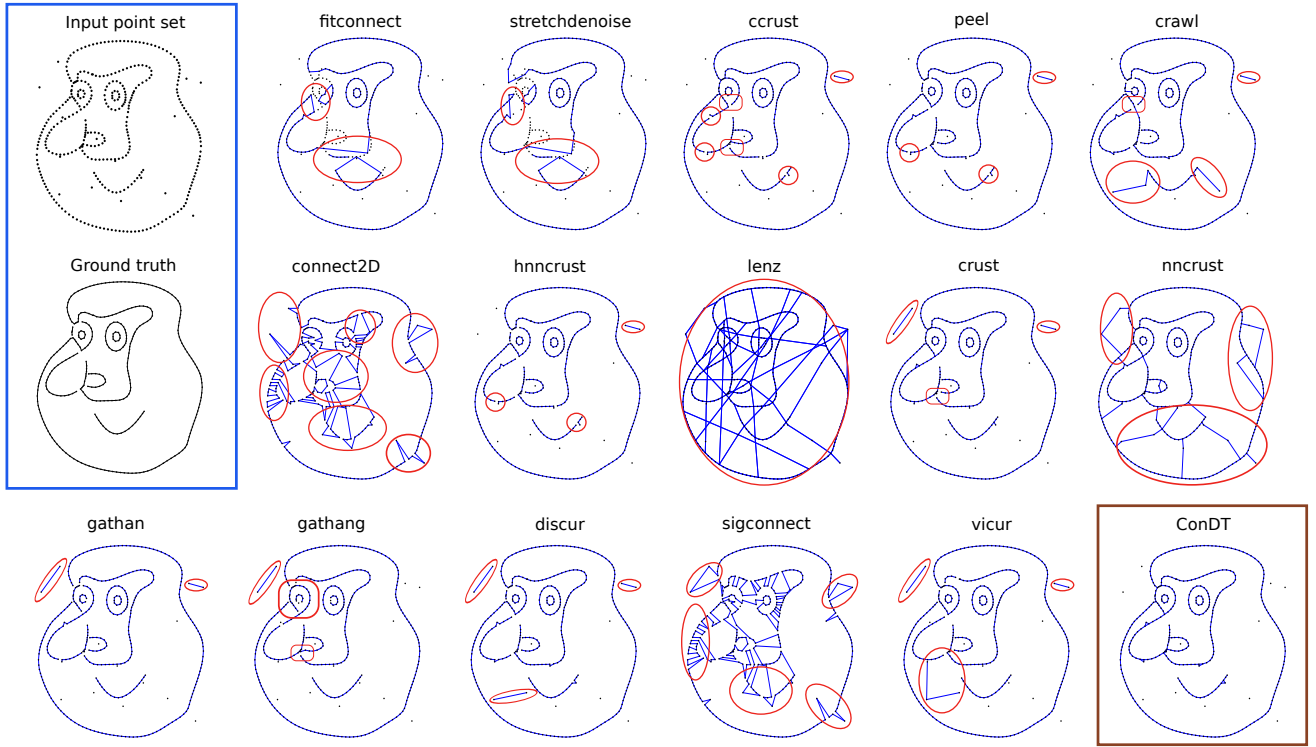 Input point set
fitconnect
stretchdenoise
ccrust
peel
crawl
Ground truth
connect2D
hnncrust
lenz
crust
nncrust
gathan
gathang
discur
sigconnect
vicur
ConDT